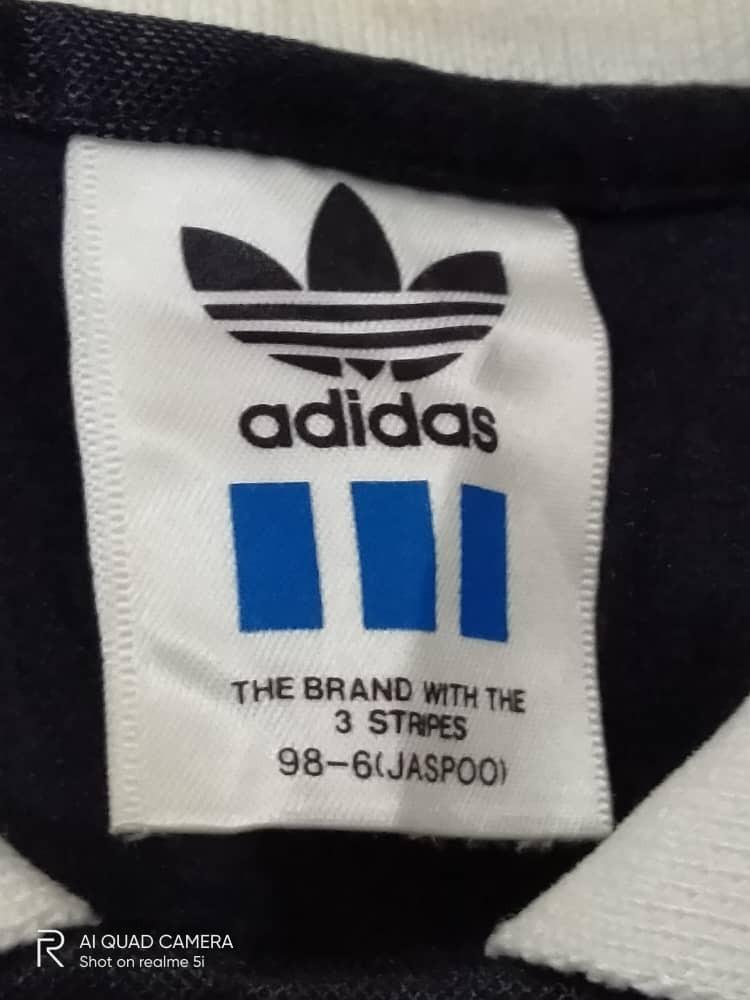 adidas
THE BRAND WITH THE
3 STRIPES
98-6(JASPOO)
AI QUAD CAMERA
Shot on realme 5i